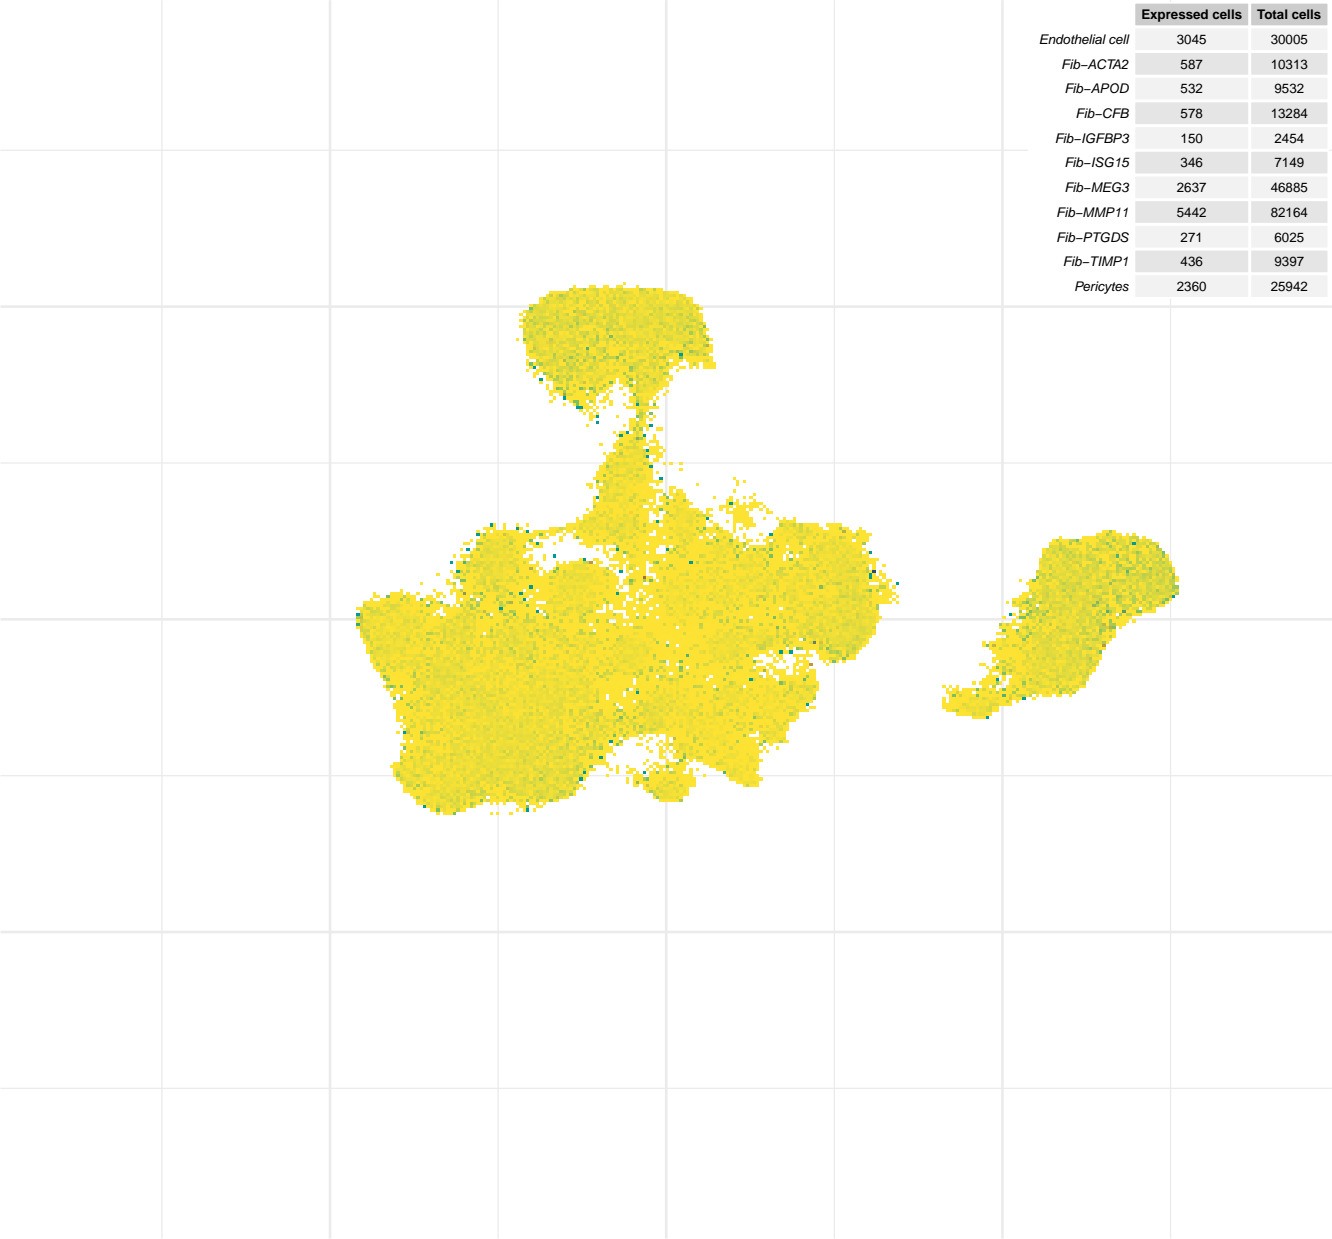 Expressed cells Total cells
Endothelial cell 3045 30005
Fib−ACTA2 587 10313
Fib−APOD 532 9532
Fib−CFB 578 13284
Fib−IGFBP3 150 2454
Fib−ISG15 346 7149
Fib−MEG3 2637 46885
Fib−MMP11 5442 82164
Fib−PTGDS 271 6025
Fib−TIMP1 436 9397
Pericytes 2360 25942